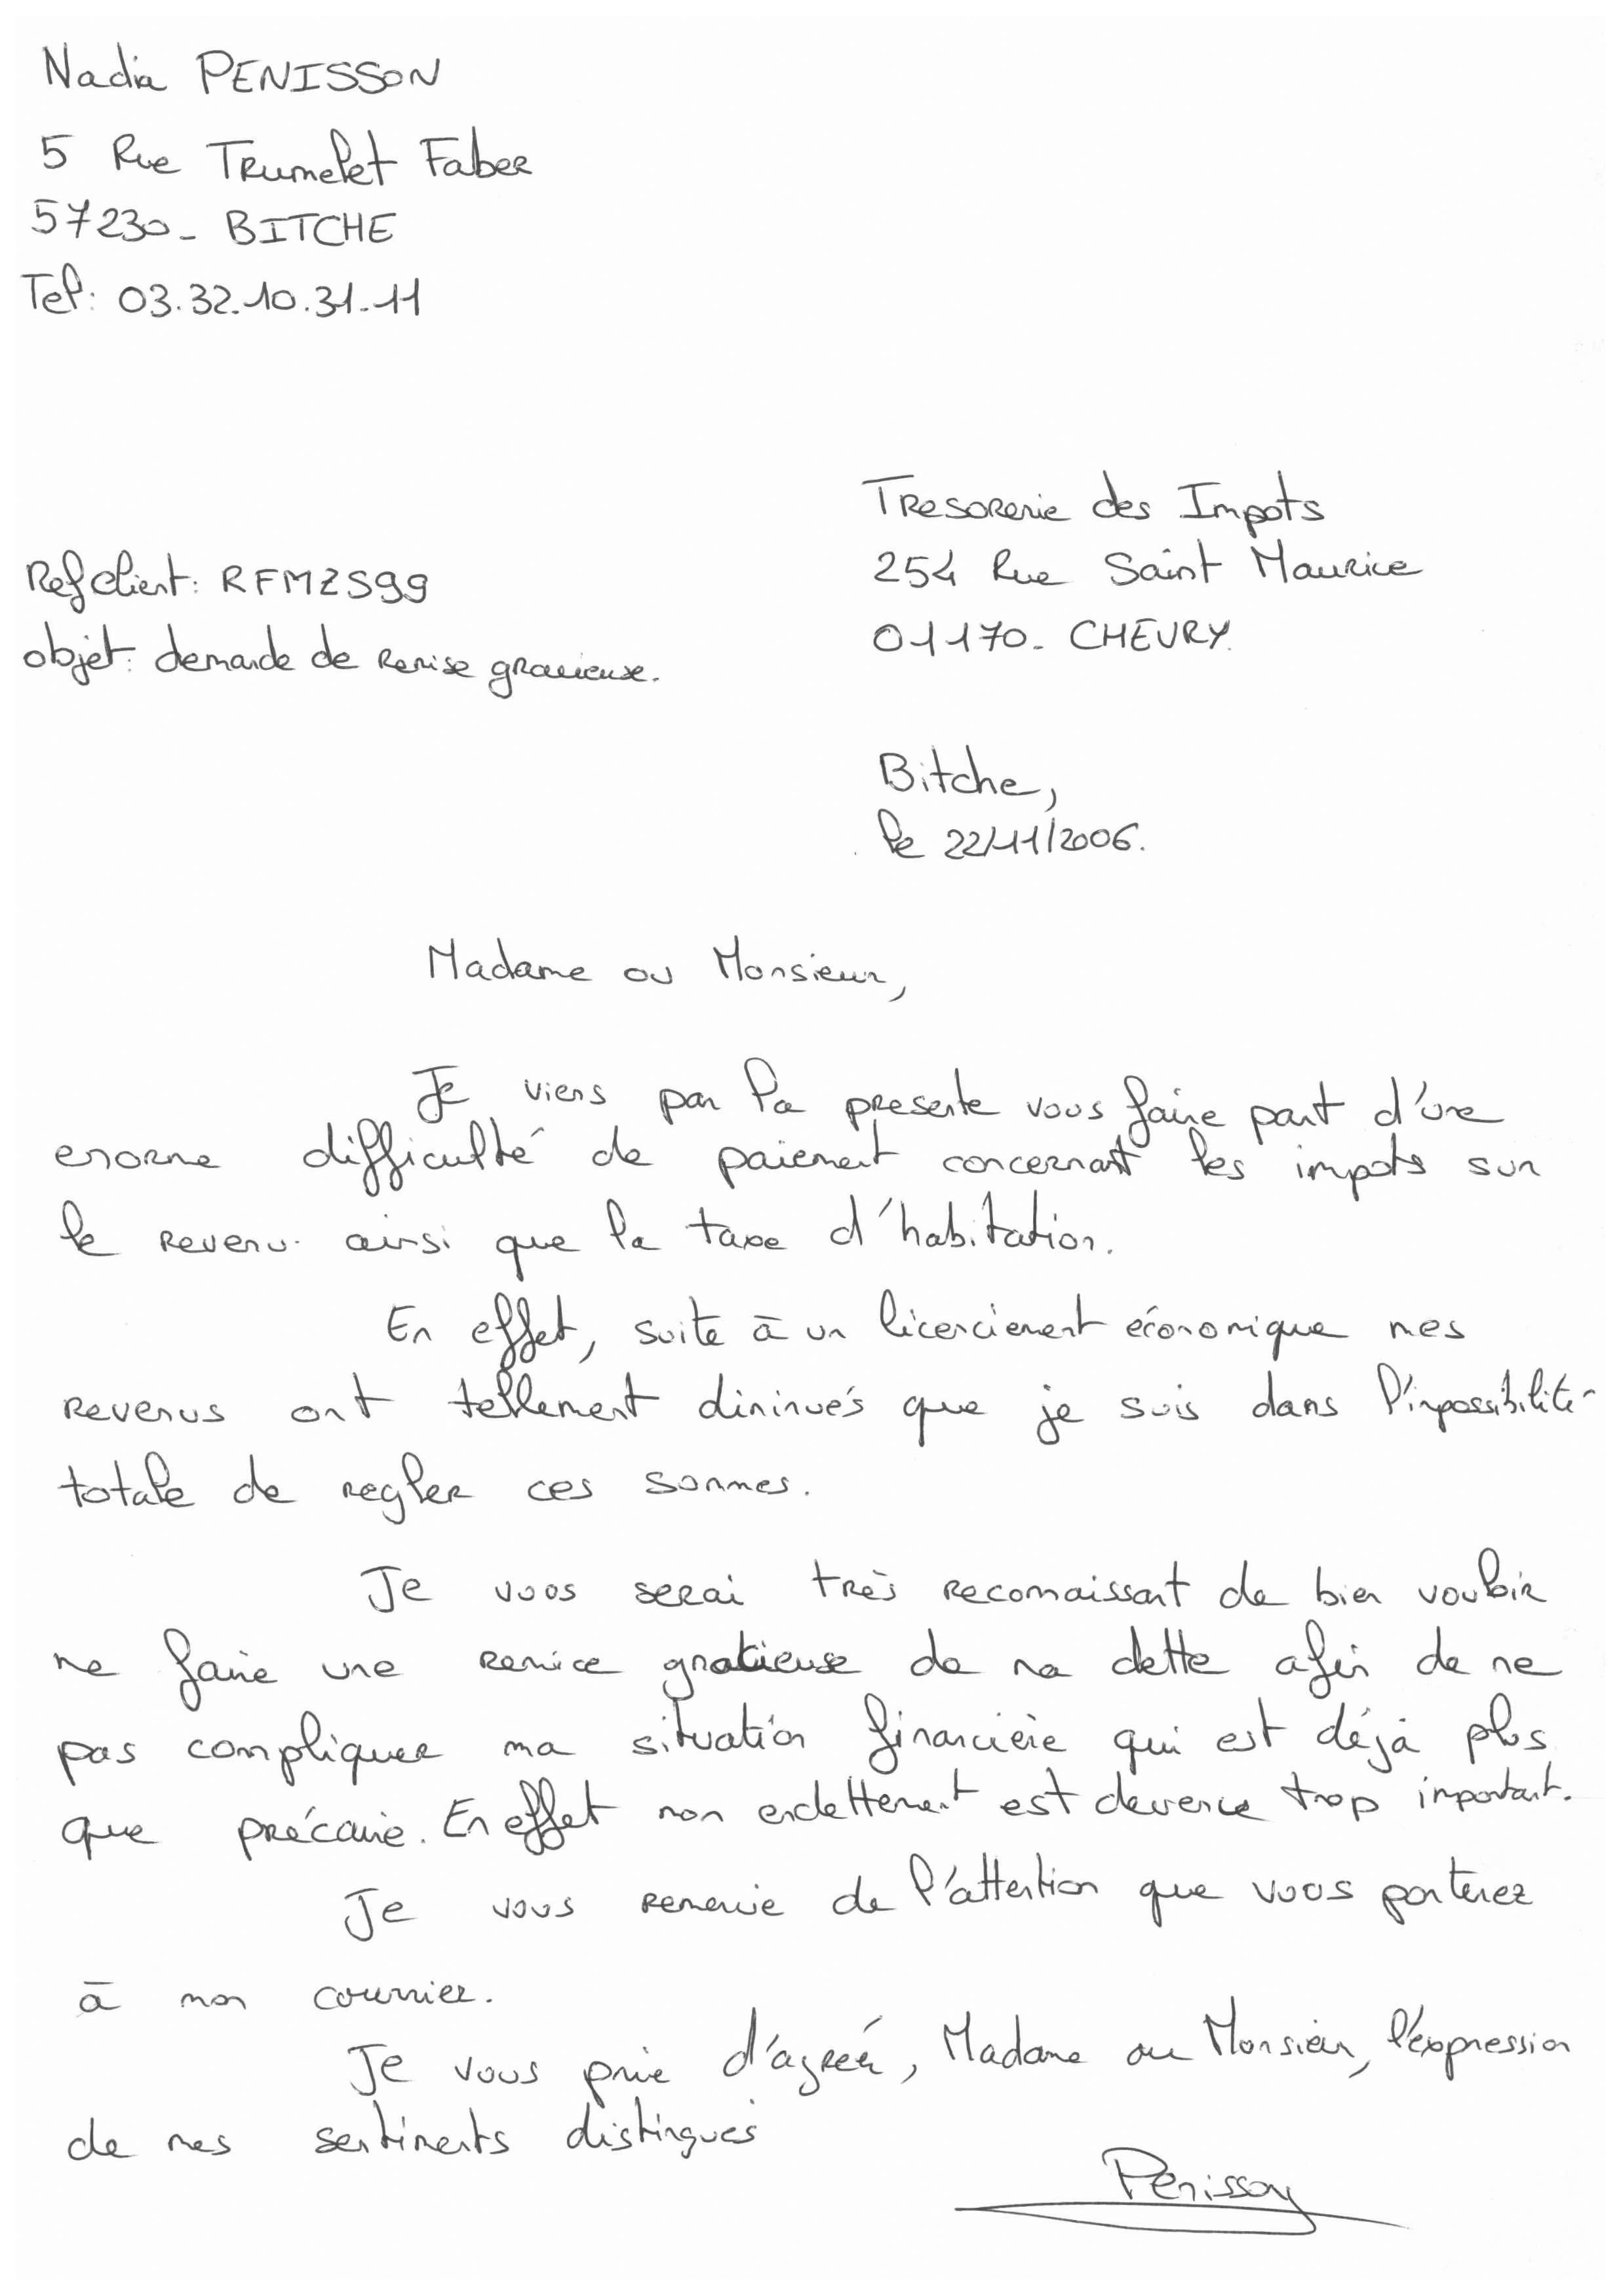 Nadia PENISSON
5 Rue Trumelet Faber
57230 - BITCHE
Tel: 03.32.10.31.11
Tresorerie des Impots
254 Rue Saint Maurice
01170 - CHEVRY.
Ref client: RFMZS99
objet: demande de remise gracieuse.
Bitche,
le 22/11/2006.
Madame ou Monsieur,
Je viens par la presente vous faire part d'une
enorme difficulté de paiement concernant les impots sur
le revenu ainsi que la taxe d'habitation.
En effet, suite à un licenciement économique mes
revenus ont tellement diminués que je suis dans l'impossibilité
totale de regler ces sommes.
Je vous serai très reconnaissant de bien vouloir
me faire une remice gracieuse de ma dette afin de ne
pas compliquer ma situation financière qui est déjà plus
que précaire. En effet mon endettement est devenue trop important.
Je vous remercie de l'attention que vous porterez
à mon courrier.
Je vous prie d'agréé, Madame ou Monsieur, l'expression
de mes sentiments distingués
Penisson